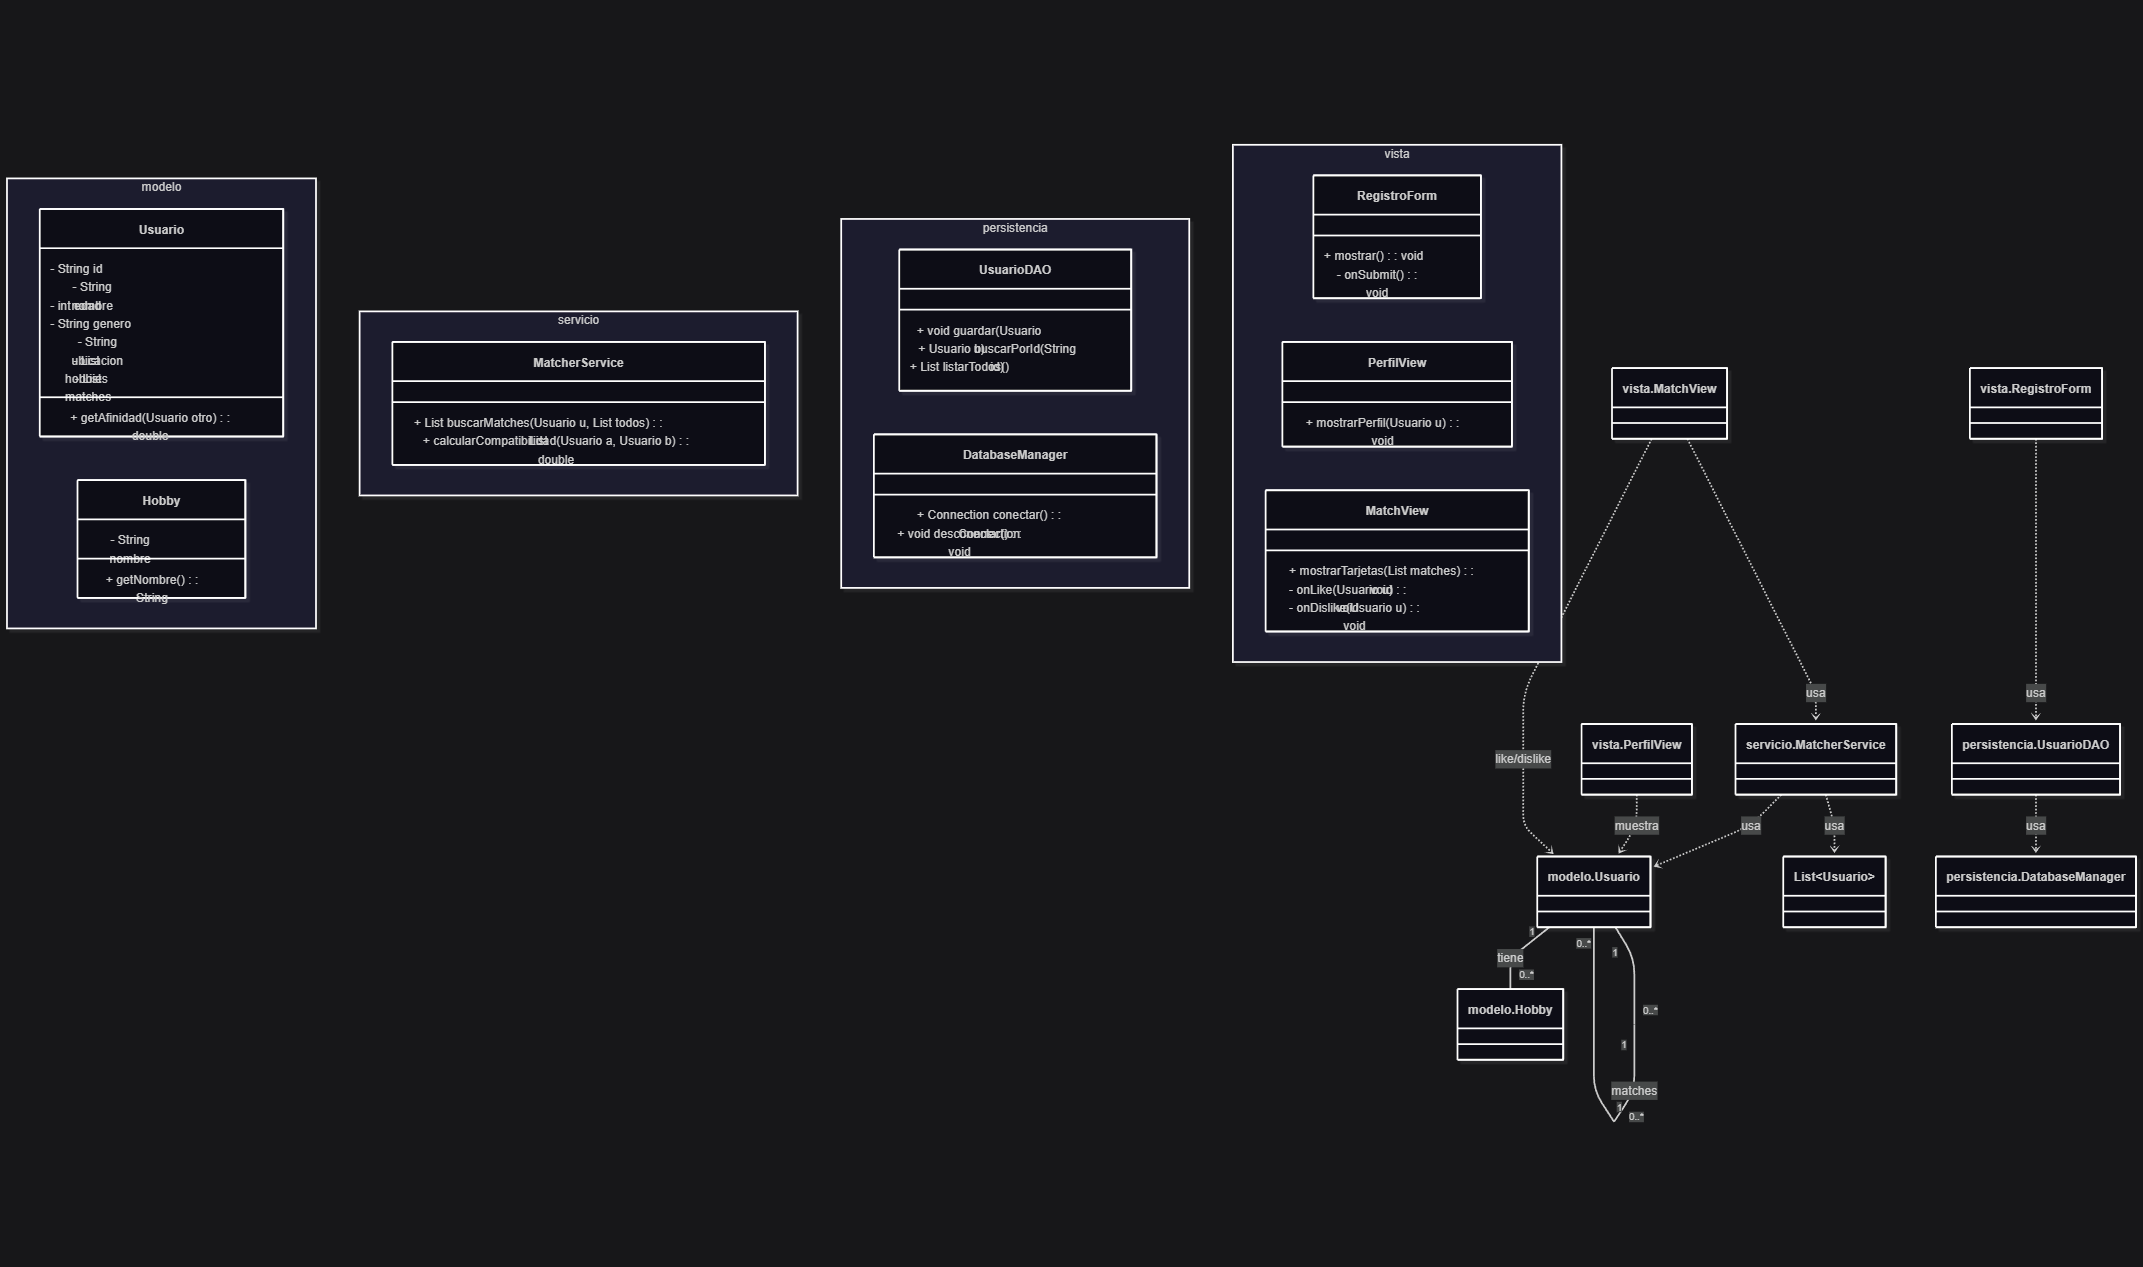 modelo
Usuario
- String id
- String
nombre
- int edad
- String genero
- String
ubicacion
- List
hobbies
- List
matches
+ getAfinidad(Usuario otro) : :
double
Hobby
- String
nombre
+ getNombre() : :
String
servicio
MatcherService
+ List buscarMatches(Usuario u, List todos) : :
List
+ calcularCompatibilidad(Usuario a, Usuario b) : :
double
persistencia
UsuarioDAO
+ void guardar(Usuario
u)
+ Usuario buscarPorId(String
id)
+ List listarTodos()
DatabaseManager
+ Connection conectar() : :
Connection
+ void desconectar() : :
void
vista
RegistroForm
+ mostrar() : : void
- onSubmit() : :
void
PerfilView
+ mostrarPerfil(Usuario u) : :
void
MatchView
+ mostrarTarjetas(List matches) : :
void
- onLike(Usuario u) : :
void
- onDislike(Usuario u) : :
void
vista.MatchView
vista.RegistroForm
usa
usa
like/dislike
vista.PerfilView
servicio.MatcherService
persistencia.UsuarioDAO
muestra
usa
usa
usa
modelo.Usuario
List<Usuario>
persistencia.DatabaseManager
1
0..*
1
tiene
0..*
modelo.Hobby
0..*
1
matches
1
0..*